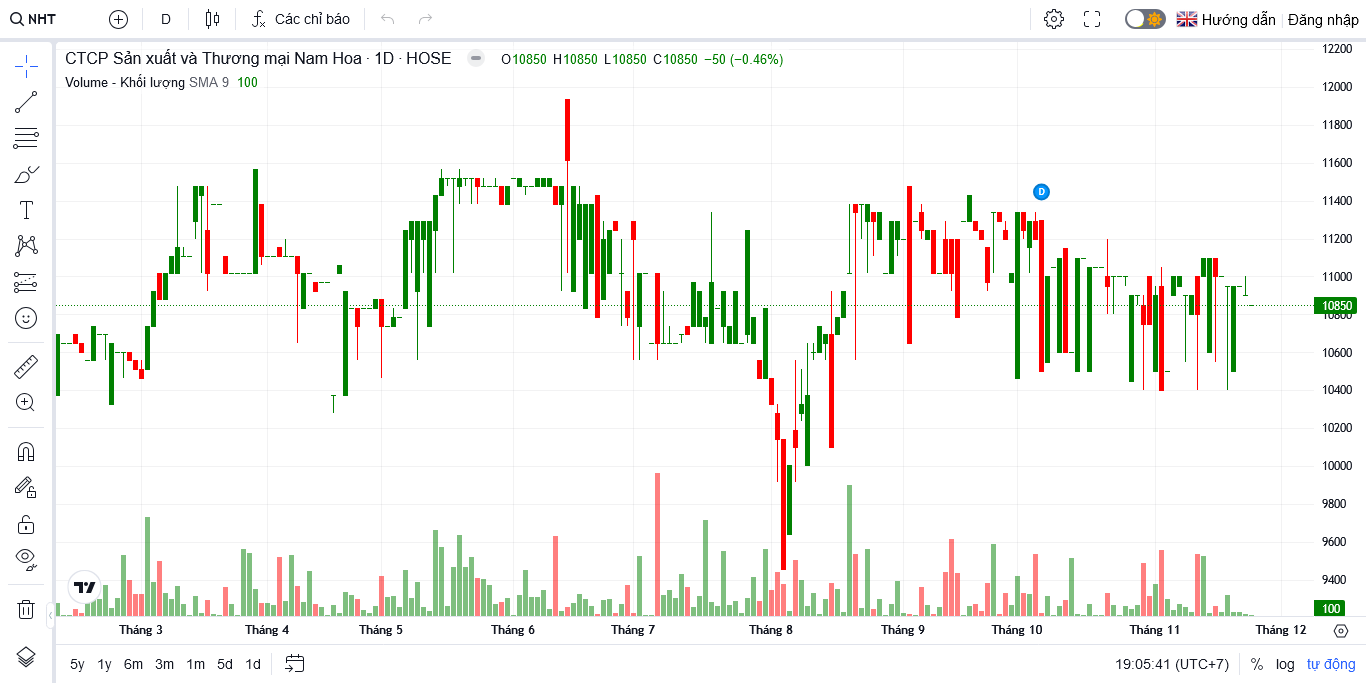 NHT D Các chỉ báo Hướng dẫn Đăng nhập
CTCP Sản xuất và Thương mại Nam Hoa · 1D · HOSE O10850 H10850 L10850 C10850 −50 (−0.46%)
Volume - Khối lượng SMA 9 100
12200
12000
11800
11600
11400
D
11200
11000
10850
10800
10600
10400
10200
10000
9800
9600
9400
100
Tháng 3 Tháng 4 Tháng 5 Tháng 6 Tháng 7 Tháng 8 Tháng 9 Tháng 10 Tháng 11 Tháng 12
5y 1y 6m 3m 1m 5d 1d 19:05:41 (UTC+7) % log tự động